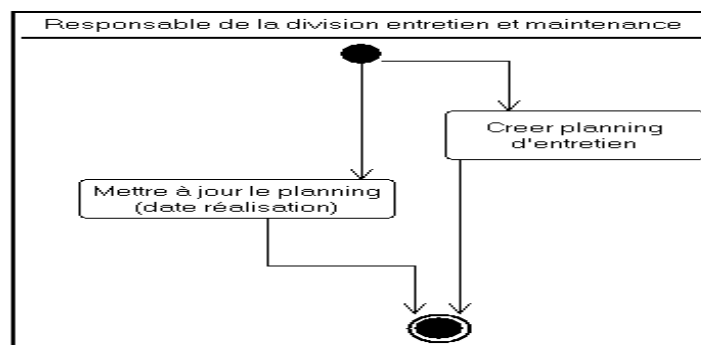 Responsable de la division entretien et maintenance
Creer planning
d'entretien
Mettre à jour le planning
(date réalisation)